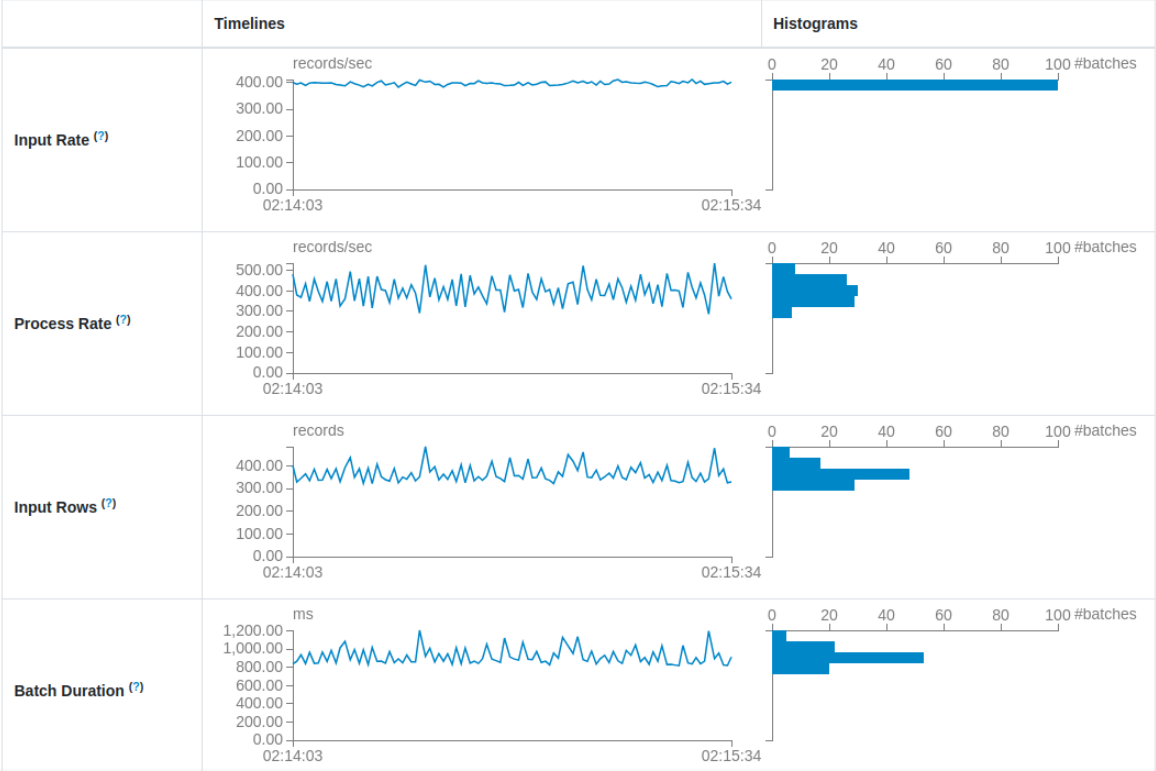 Timelines Histograms
Input Rate (?)
records/sec
400.00
300.00
200.00
100.00
0.00
02:14:03 02:15:34
0 20 40 60 80 100 #batches
Process Rate (?)
records/sec
500.00
400.00
300.00
200.00
100.00
0.00
02:14:03 02:15:34
0 20 40 60 80 100 #batches
Input Rows (?)
records
400.00
300.00
200.00
100.00
0.00
02:14:03 02:15:34
0 20 40 60 80 100 #batches
Batch Duration (?)
ms
1,200.00
1,000.00
800.00
600.00
400.00
200.00
0.00
02:14:03 02:15:34
0 20 40 60 80 100 #batches